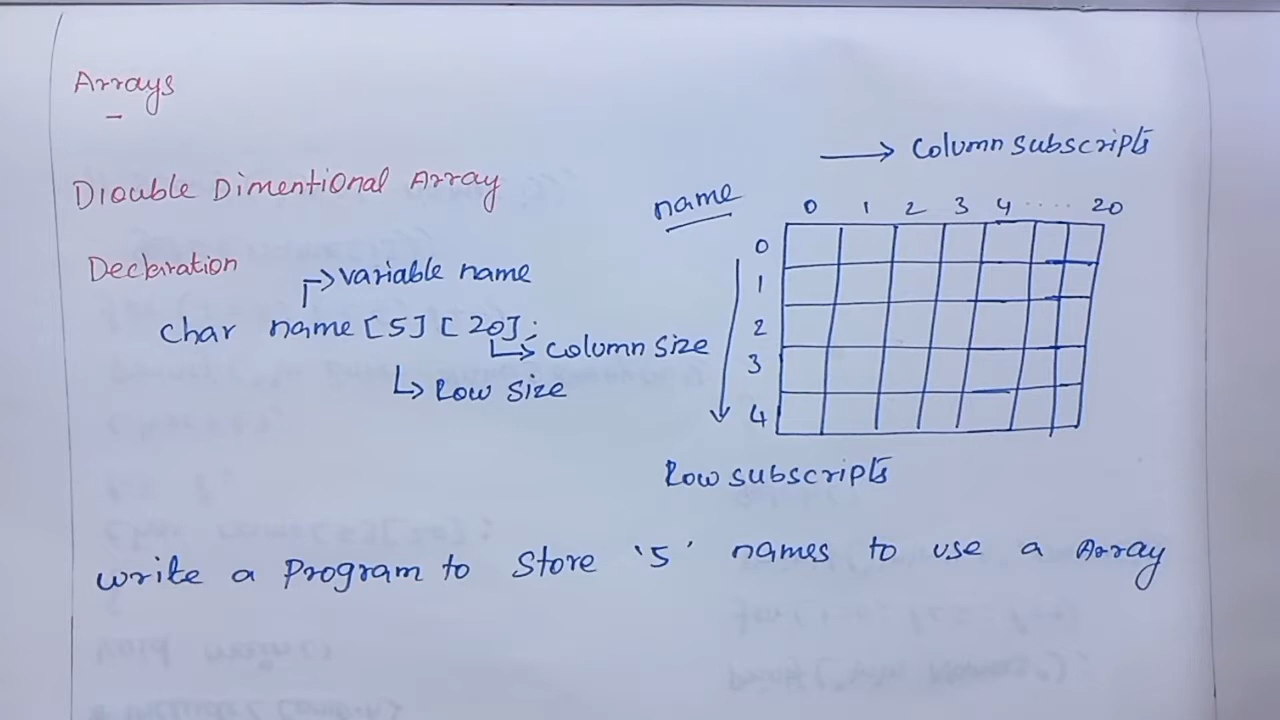 Arrays
Diouble Dimentional Array
Declaration
variable name
char name [5] [20];
column size
Row size
→ Column subscripts
name
0 1 2 3 4 .... 20
0
1
2
3
4
Row subscripts
write a Program to Store '5' names to use a Array